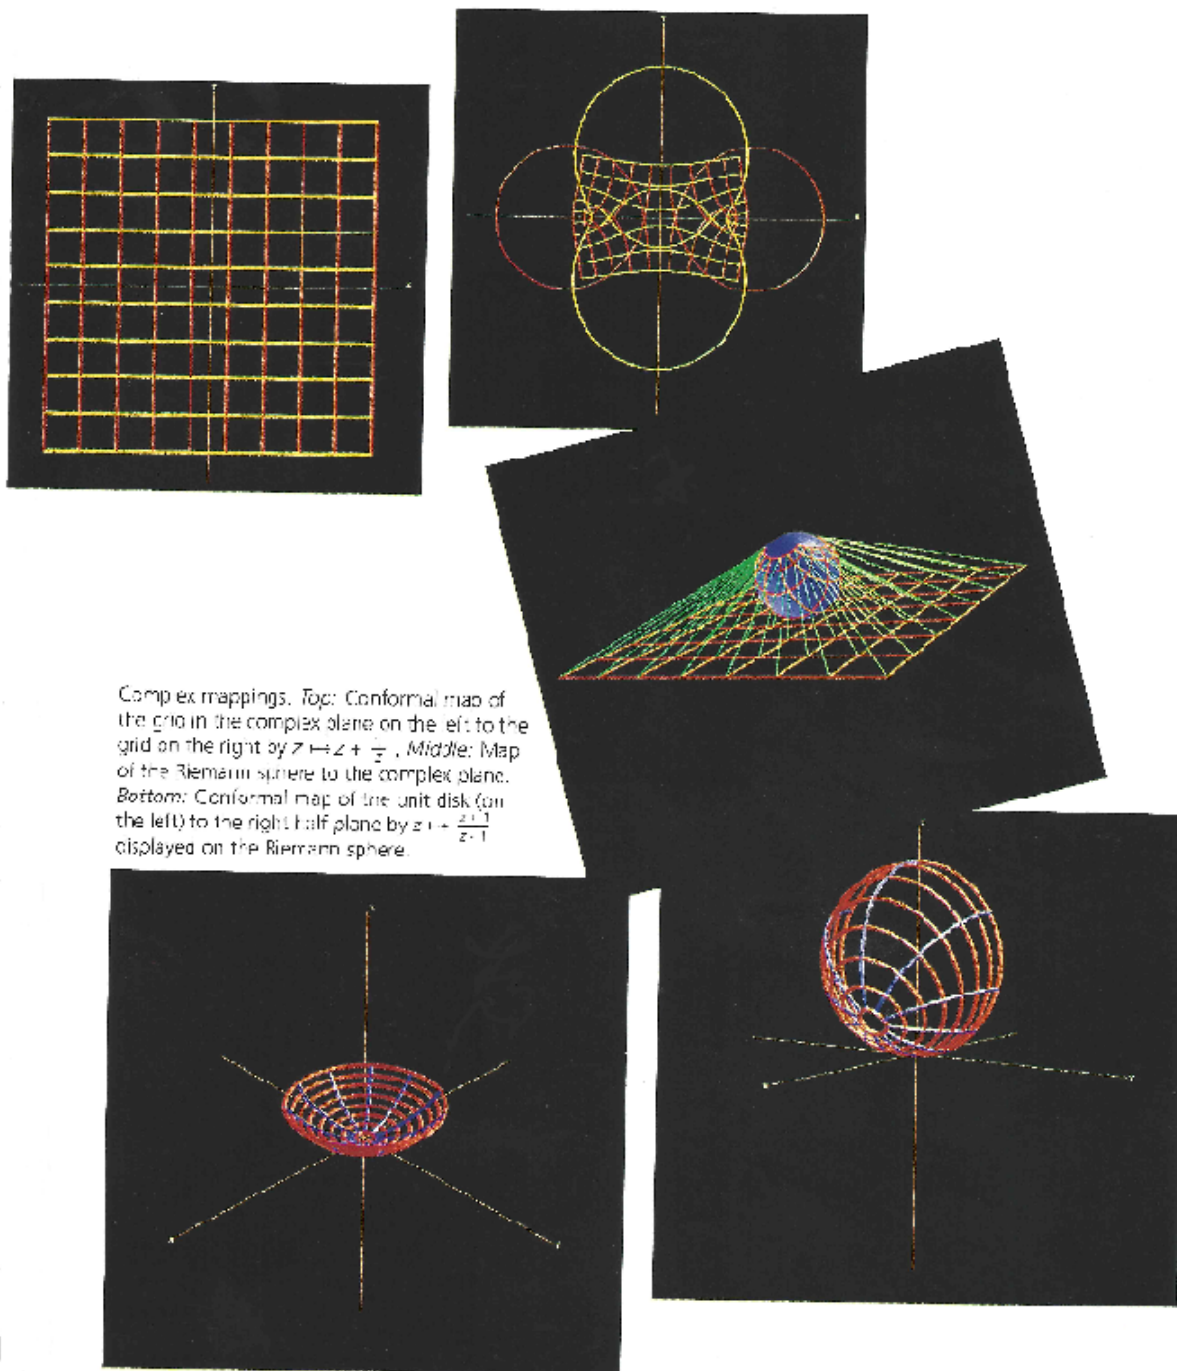 Complex mappings. Top: Conformal map of
the grid in the complex plane on the left to the
grid on the right by z ↦ z + 1/z . Middle: Map
of the Riemann sphere to the complex plane.
Bottom: Conformal map of the unit disk (on
the left) to the right half plane by z ↦
displayed on the Riemann sphere.